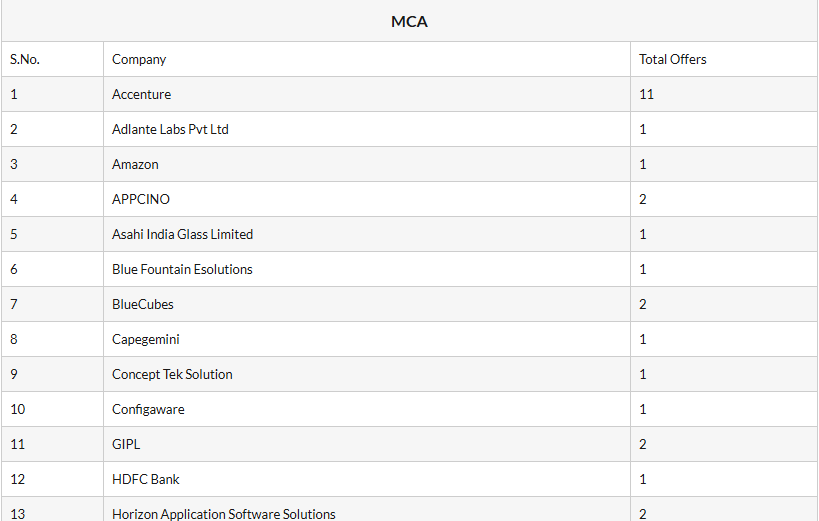 MCA
S.No. Company Total Offers
1 Accenture 11
2 Adlante Labs Pvt Ltd 1
3 Amazon 1
4 APPCINO 2
5 Asahi India Glass Limited 1
6 Blue Fountain Esolutions 1
7 BlueCubes 2
8 Capegemini 1
9 Concept Tek Solution 1
10 Configaware 1
11 GIPL 2
12 HDFC Bank 1
13 Horizon Application Software Solutions 2